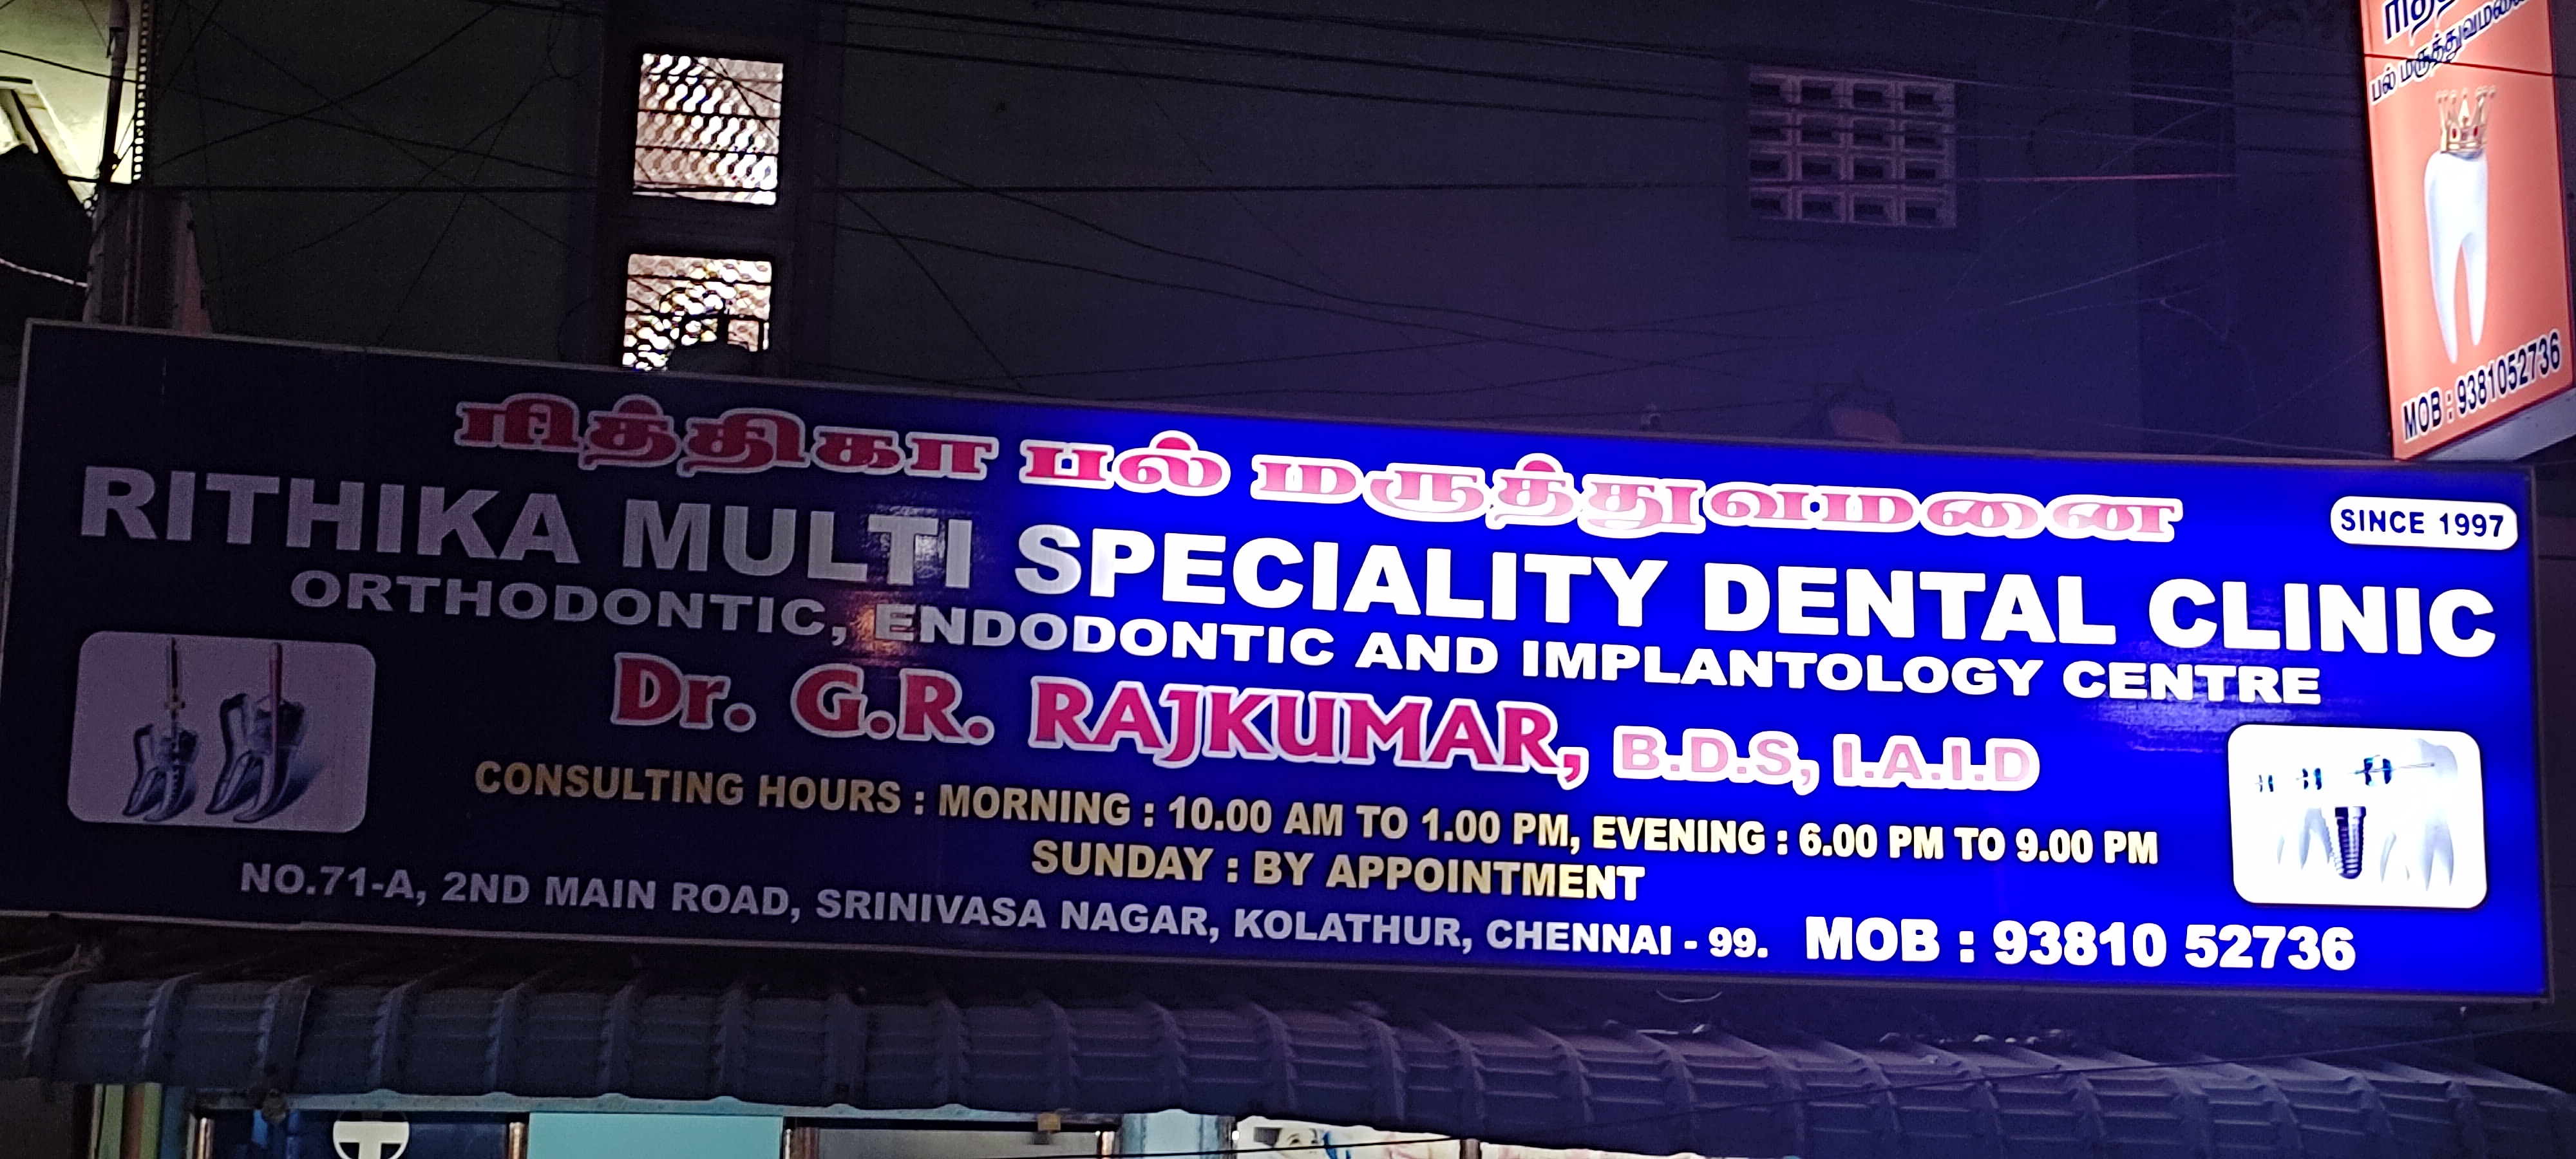 ரித்திகா பல் மருத்துவமனை
SINCE 1997
RITHIKA MULTI SPECIALITY DENTAL CLINIC
ORTHODONTIC, ENDODONTIC AND IMPLANTOLOGY CENTRE
Dr. G.R. RAJKUMAR, B.D.S, I.A.I.D
CONSULTING HOURS : MORNING : 10.00 AM TO 1.00 PM, EVENING : 6.00 PM TO 9.00 PM
SUNDAY : BY APPOINTMENT
NO.71-A, 2ND MAIN ROAD, SRINIVASA NAGAR, KOLATHUR, CHENNAI - 99. MOB : 93810 52736
பல் மருத்துவமனை
MOB : 9381052736